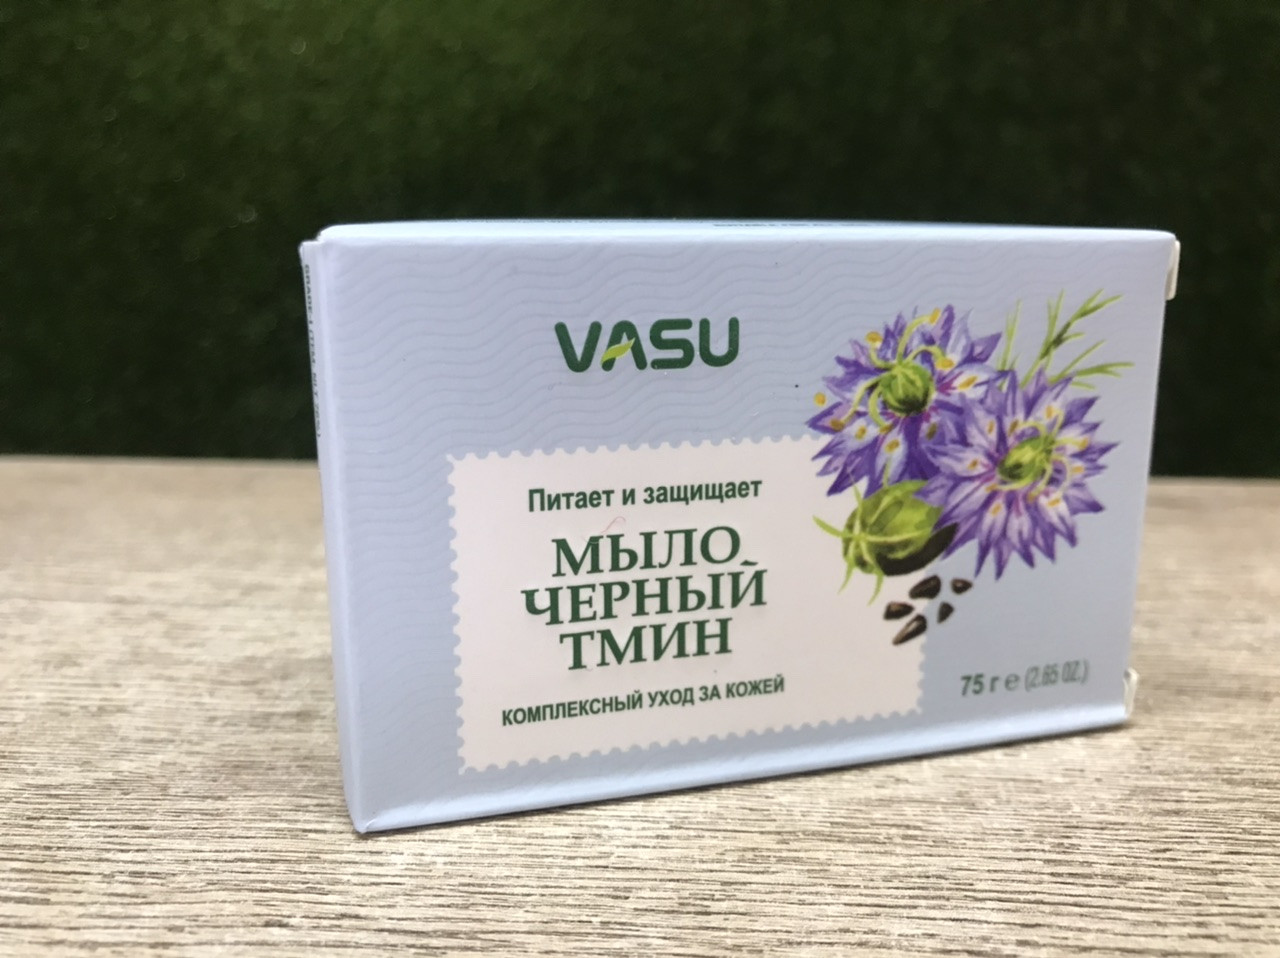 VASU
Питает и защищает
МЫЛО
ЧЕРНЫЙ
ТМИН
КОМПЛЕКСНЫЙ УХОД ЗА КОЖЕЙ
75 г ℮ (2.65 OZ.)